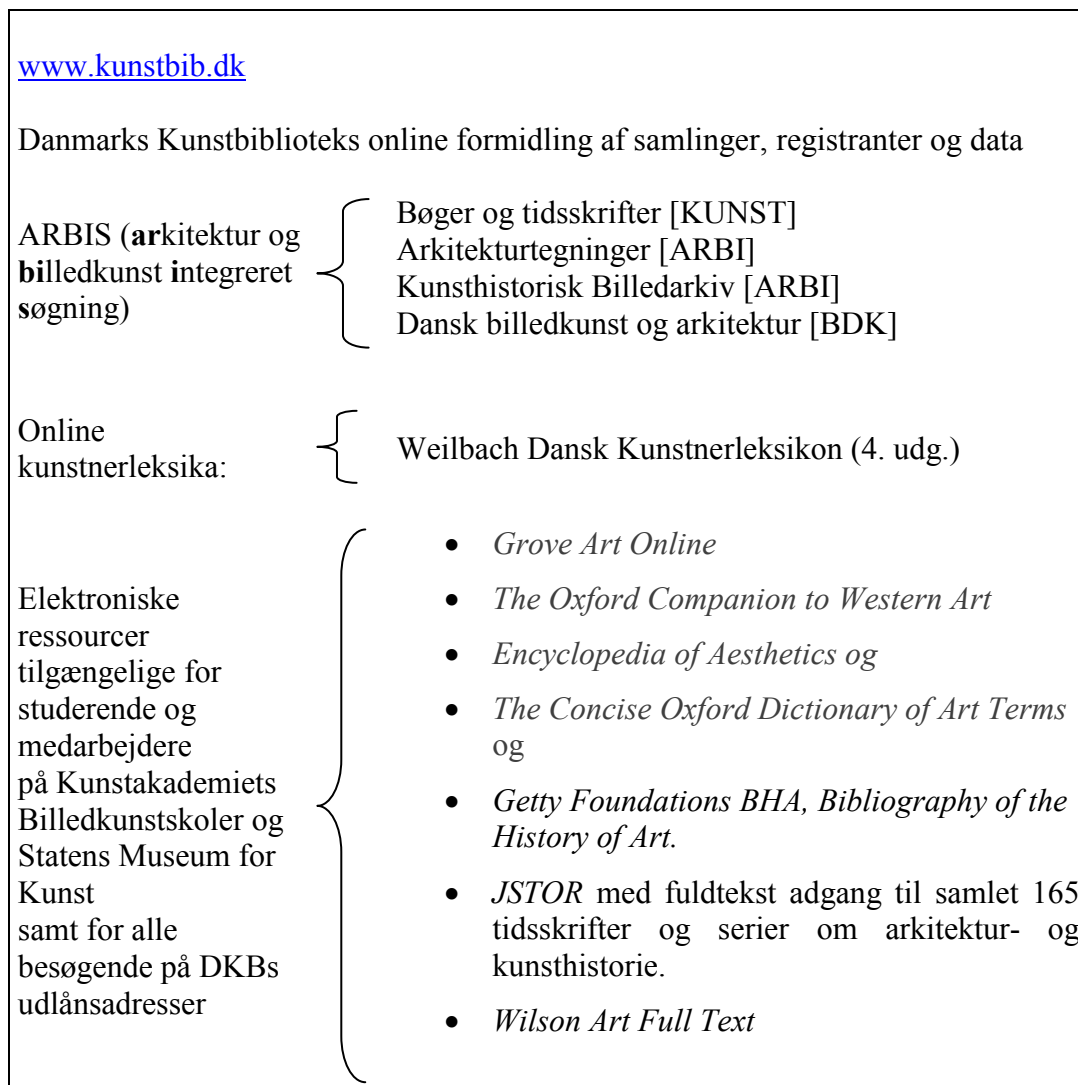 www.kunstbib.dk
Danmarks Kunstbiblioteks online formidling af samlinger, registranter og data
ARBIS (arkitektur og
billedkunst integreret
søgning)
Bøger og tidsskrifter [KUNST]
Arkitekturtegninger [ARBI]
Kunsthistorisk Billedarkiv [ARBI]
Dansk billedkunst og arkitektur [BDK]
Online
kunstnerleksika:
Weilbach Dansk Kunstnerleksikon (4. udg.)
Elektroniske
ressourcer
tilgængelige for
studerende og
medarbejdere
på Kunstakademiets
Billedkunstskoler og
Statens Museum for
Kunst
samt for alle
besøgende på DKBs
udlånsadresser
• Grove Art Online
• The Oxford Companion to Western Art
• Encyclopedia of Aesthetics og
• The Concise Oxford Dictionary of Art Terms
og
• Getty Foundations BHA, Bibliography of the
History of Art.
• JSTOR med fuldtekst adgang til samlet 165
tidsskrifter og serier om arkitektur- og
kunsthistorie.
• Wilson Art Full Text